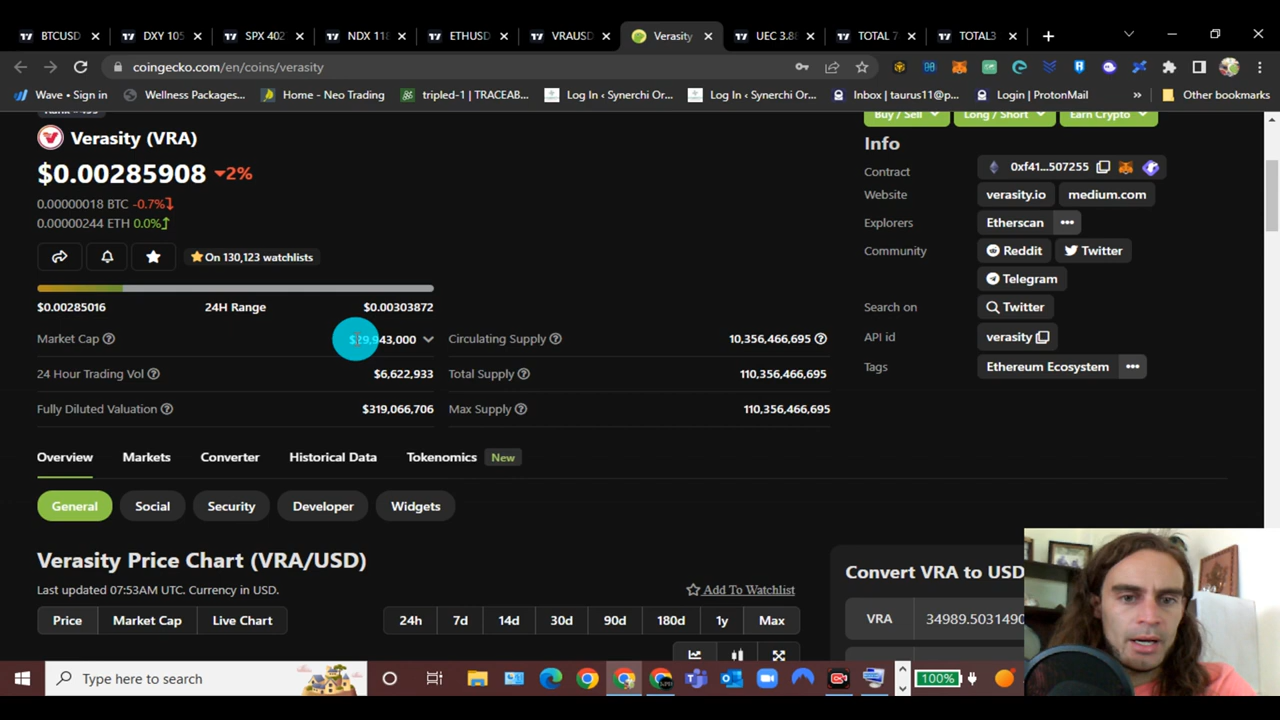 BTCUSD
DXY 105
SPX 402
NDX 118
ETHUSD
VRAUSD
Verasity
UEC 3.88
TOTAL 7
TOTAL3
coingecko.com/en/coins/verasity
Wave • Sign in
Wellness Packages...
Home - Neo Trading
tripled-1 | TRACEAB...
Log In ‹ Synerchi Or...
Log In ‹ Synerchi Or...
Inbox | taurus11@p...
Login | ProtonMail
»
Other bookmarks
Verasity (VRA)
$0.00285908 2%
0.00000018 BTC -0.7%
0.00000244 ETH 0.0%
On 130,123 watchlists
$0.00285016 24H Range $0.00303872
Market Cap $29,943,000
24 Hour Trading Vol $6,622,933
Fully Diluted Valuation $319,066,706
Circulating Supply 10,356,466,695
Total Supply 110,356,466,695
Max Supply 110,356,466,695
Buy / Sell
Long / Short
Earn Crypto
Info
Contract 0xf41...507255
Website verasity.io medium.com
Explorers Etherscan
Community Reddit Twitter
Telegram
Search on Twitter
API id verasity
Tags Ethereum Ecosystem
Overview Markets Converter Historical Data Tokenomics New
General Social Security Developer Widgets
Verasity Price Chart (VRA/USD)
Last updated 07:53AM UTC. Currency in USD.
Add To Watchlist
Price Market Cap Live Chart
24h 7d 14d 30d 90d 180d 1y Max
Convert VRA to USD
VRA 34989.5031490
Type here to search
100%